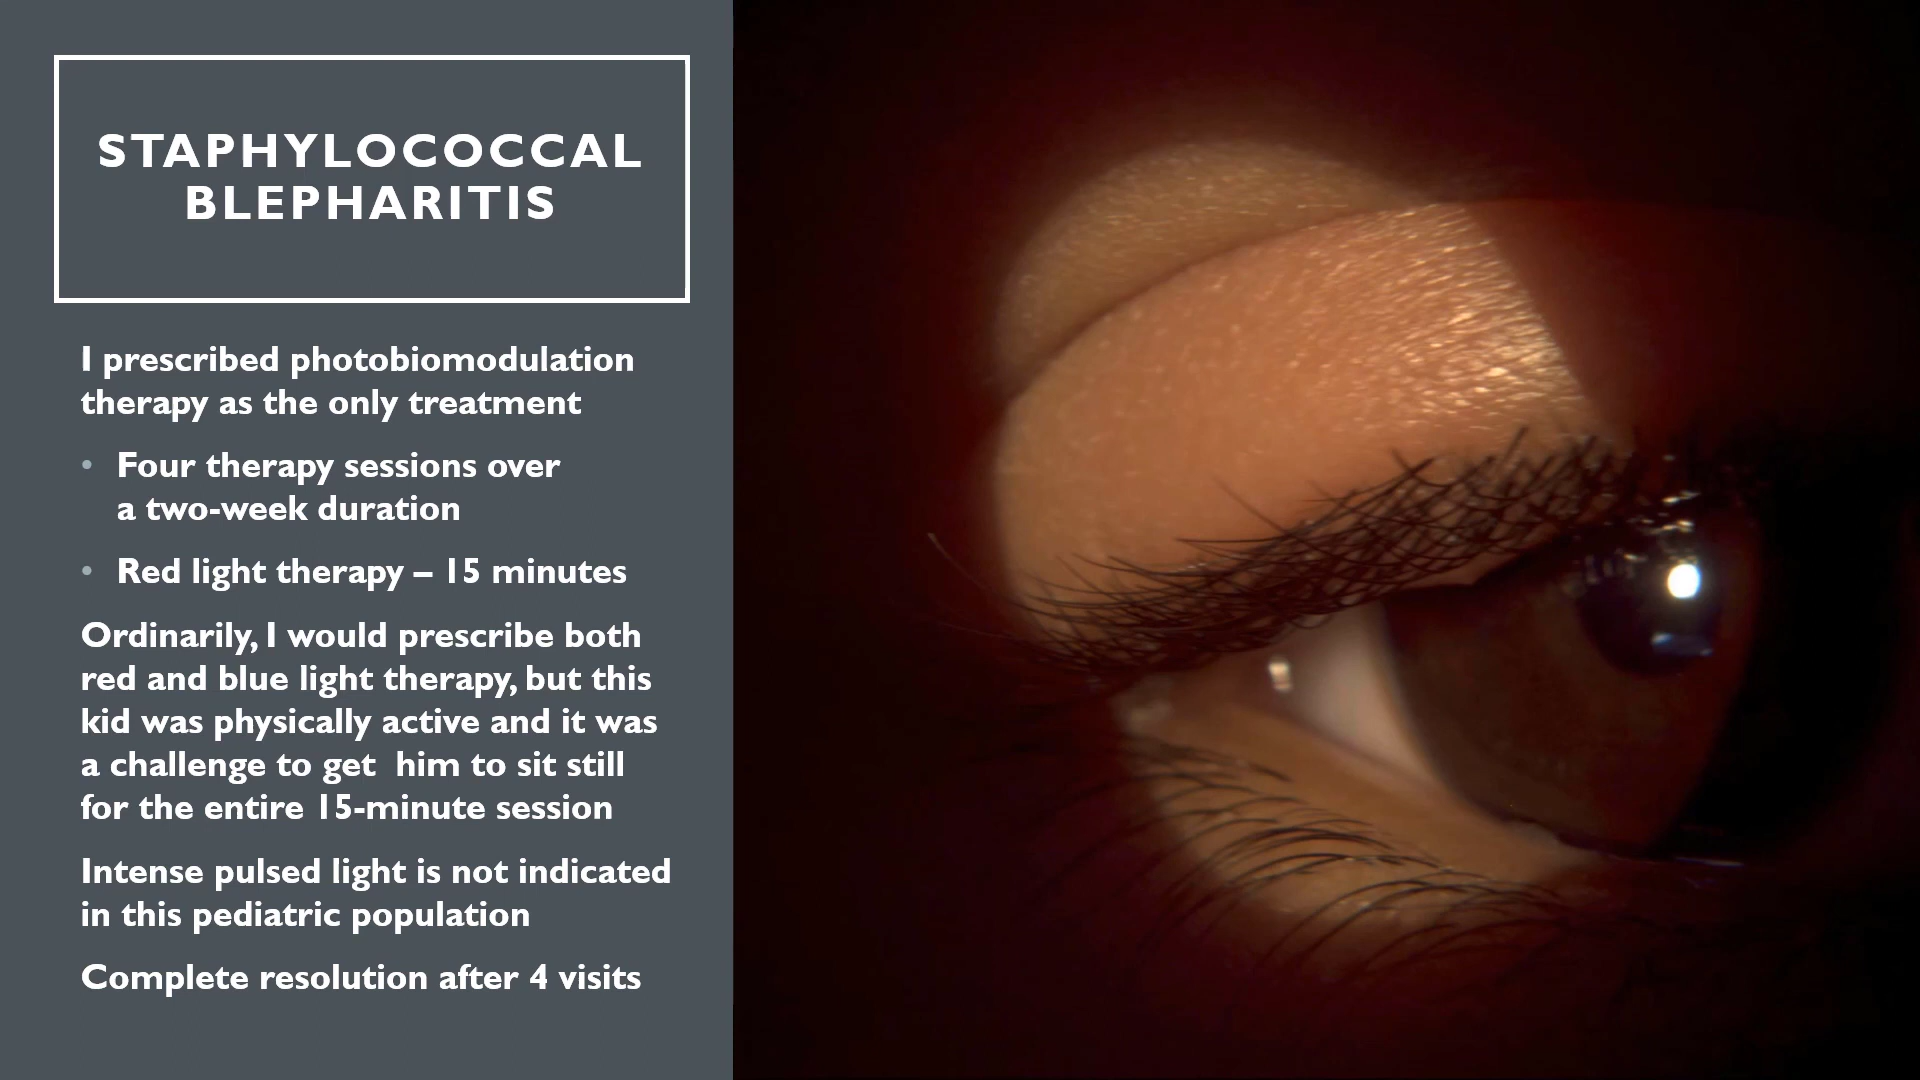 STAPHYLOCOCCAL
BLEPHARITIS
I prescribed photobiomodulation
therapy as the only treatment
• Four therapy sessions over
a two-week duration
• Red light therapy – 15 minutes
Ordinarily, I would prescribe both
red and blue light therapy, but this
kid was physically active and it was
a challenge to get  him to sit still
for the entire 15-minute session
Intense pulsed light is not indicated
in this pediatric population
Complete resolution after 4 visits